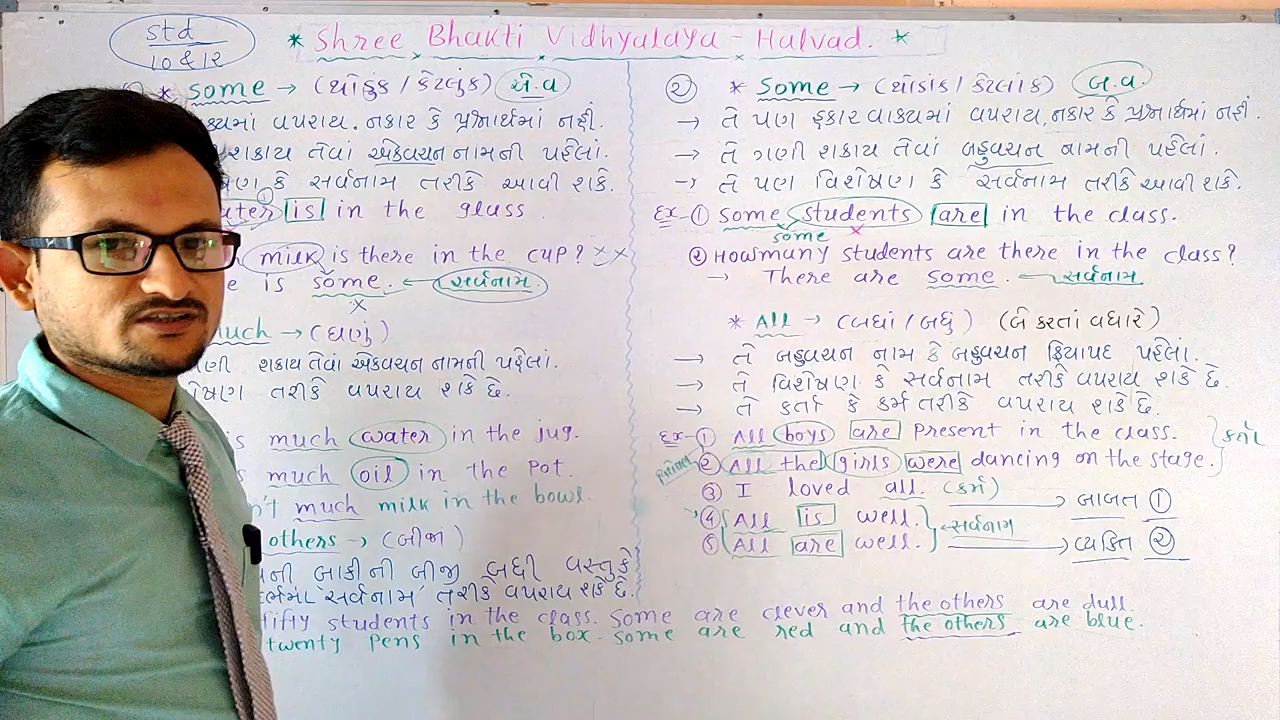 Std
10 & 12
* Shree Bhakti Vidhyalaya - Halvad. *
* Some → (થોડુંક / કેટલુંક) એ.વ
ક્યમાં વપરાય. નકાર કે પ્રશ્નાર્થમાં નહીં.
શકાય તેવાં એકવચન નામની પહેલાં.
ષણ કે સર્વનામ તરીકે આવી શકે.
ater is in the glass.
milk is there in the cup? xx
e is some. ← સર્વનામ
x
much → (ઘણું)
ણી શકાય તેવાં એકવચન નામની પહેલાં.
ષણ તરીકે વપરાય શકે છે.
is much water in the jug.
s much oil in the pot.
't much milk in the bowl.
others → (બીજા)
ની બાકીની બીજી બધી વસ્તુ કે
સર્વનામ તરીકે વપરાય શકે છે.
fifty students in the class. Some are clever and the others are dull.
twenty pens in the box. some are red and the others are blue.
② * Some → (થોડાંક / કેટલાંક) બ.વ
→ તે પણ હકાર વાક્યમાં વપરાય, નકાર કે પ્રશ્નાર્થમાં નહીં.
→ તે ગણી શકાય તેવાં બહુવચન નામની પહેલાં.
→ તે પણ વિશેષણ કે સર્વનામ તરીકે આવી શકે.
Ex-① some students are in the class.
some x
② Howmany students are there in the class?
→ There are some. ← સર્વનામ
* All → (બધાં / બધું) (બે કરતાં વધારે)
→ તે બહુવચન નામ કે બહુવચન ક્રિયાપદ પહેલાં.
→ તે વિશેષણ કે સર્વનામ તરીકે વપરાય શકે છે.
→ તે કર્તા કે કર્મ તરીકે વપરાય શકે છે.
Ex-① All boys are present in the class. } કર્તા
② All the girls were dancing on the stage.
③ I loved all. (કર્મ)
④ All is well. } ← સર્વનામ → બાબત ①
⑤ All are well. → વ્યક્તિ ②